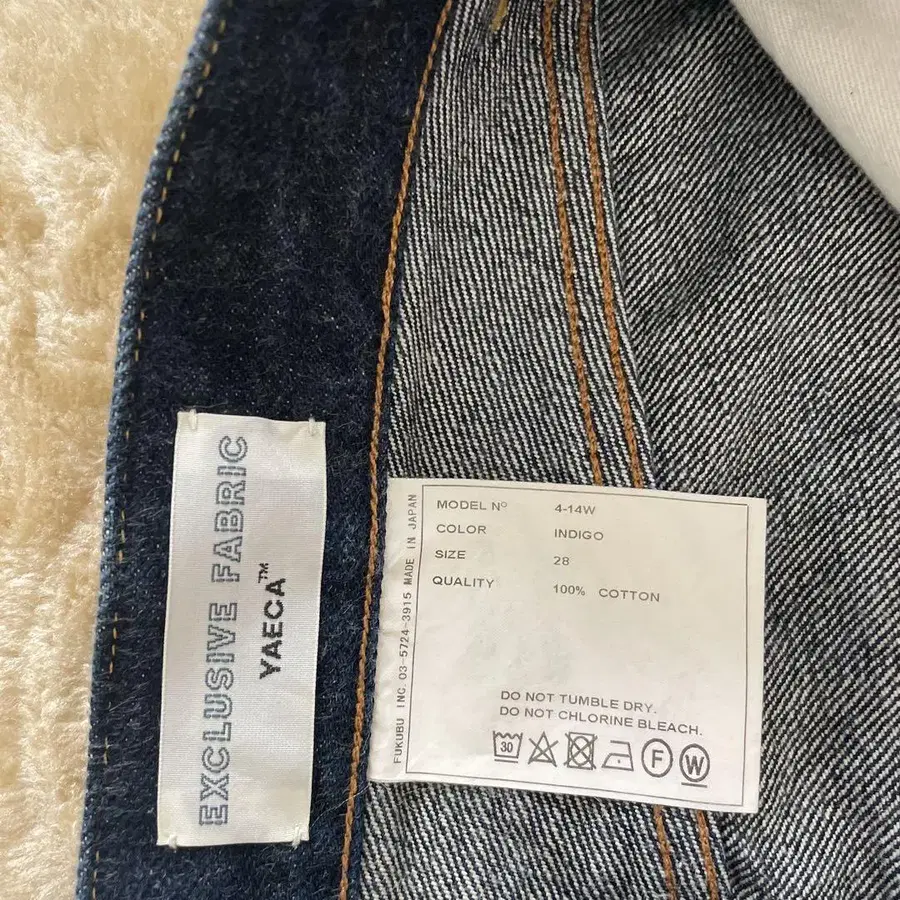 EXCLUSIVE FABRIC
YAECA™
FUKUBU INC. 03-5724-3915 MADE IN JAPAN
MODEL Nº 4-14W
COLOR INDIGO
SIZE 28
QUALITY 100% COTTON
DO NOT TUMBLE DRY.
DO NOT CHLORINE BLEACH.
30 F W